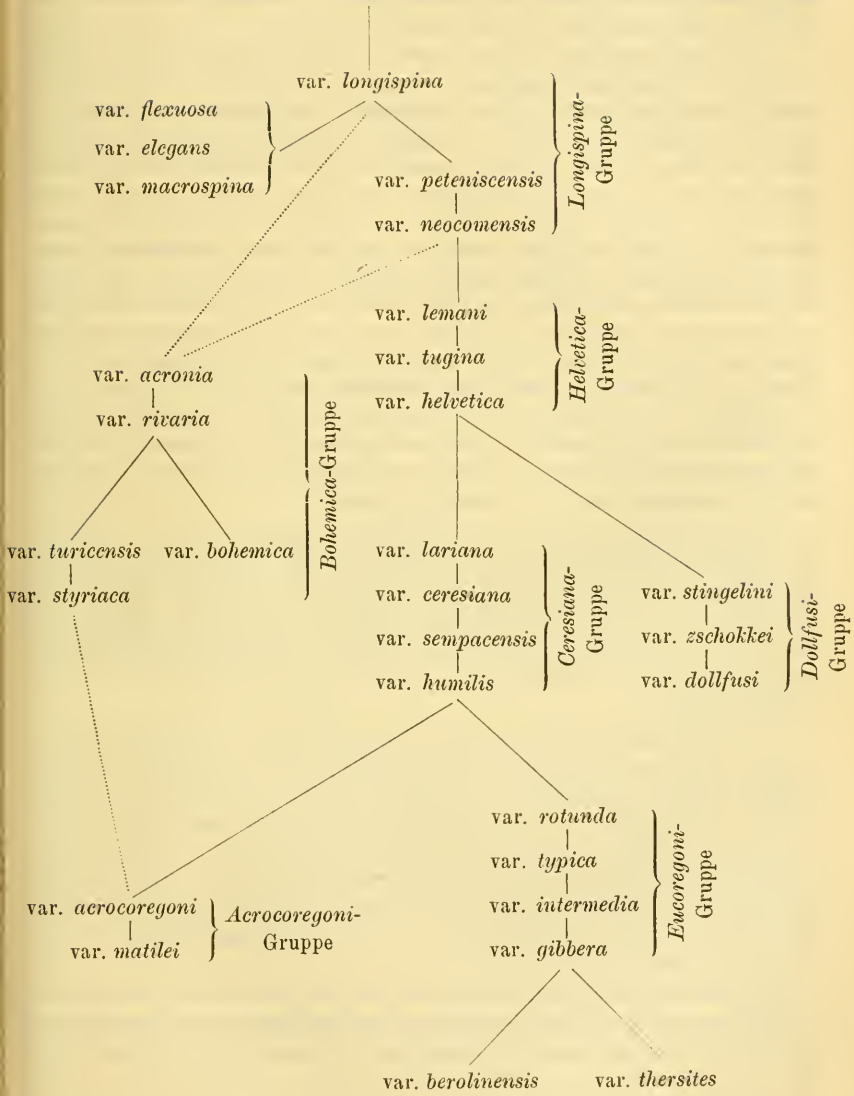 var. longispina
var. flexuosa
var. elegans
var. macrospina
Longispina-
Gruppe
var. peteniscensis
var. neocomensis
var. lemani
var. tugina
var. helvetica
Helvetica-
Gruppe
var. acronia
var. rivaria
Bohemica-Gruppe
var. turicensis
var. bohemica
var. styriaca
var. lariana
var. ceresiana
var. sempacensis
var. humilis
Ceresiana-
Gruppe
var. stingelini
var. zschokkei
var. dollfusi
Dollfusi-
Gruppe
var. rotunda
var. typica
var. intermedia
var. gibbera
Eucoregoni-
Gruppe
var. acrocoregoni
var. matilei
Acrocoregoni-
Gruppe
var. berolinensis
var. thersites